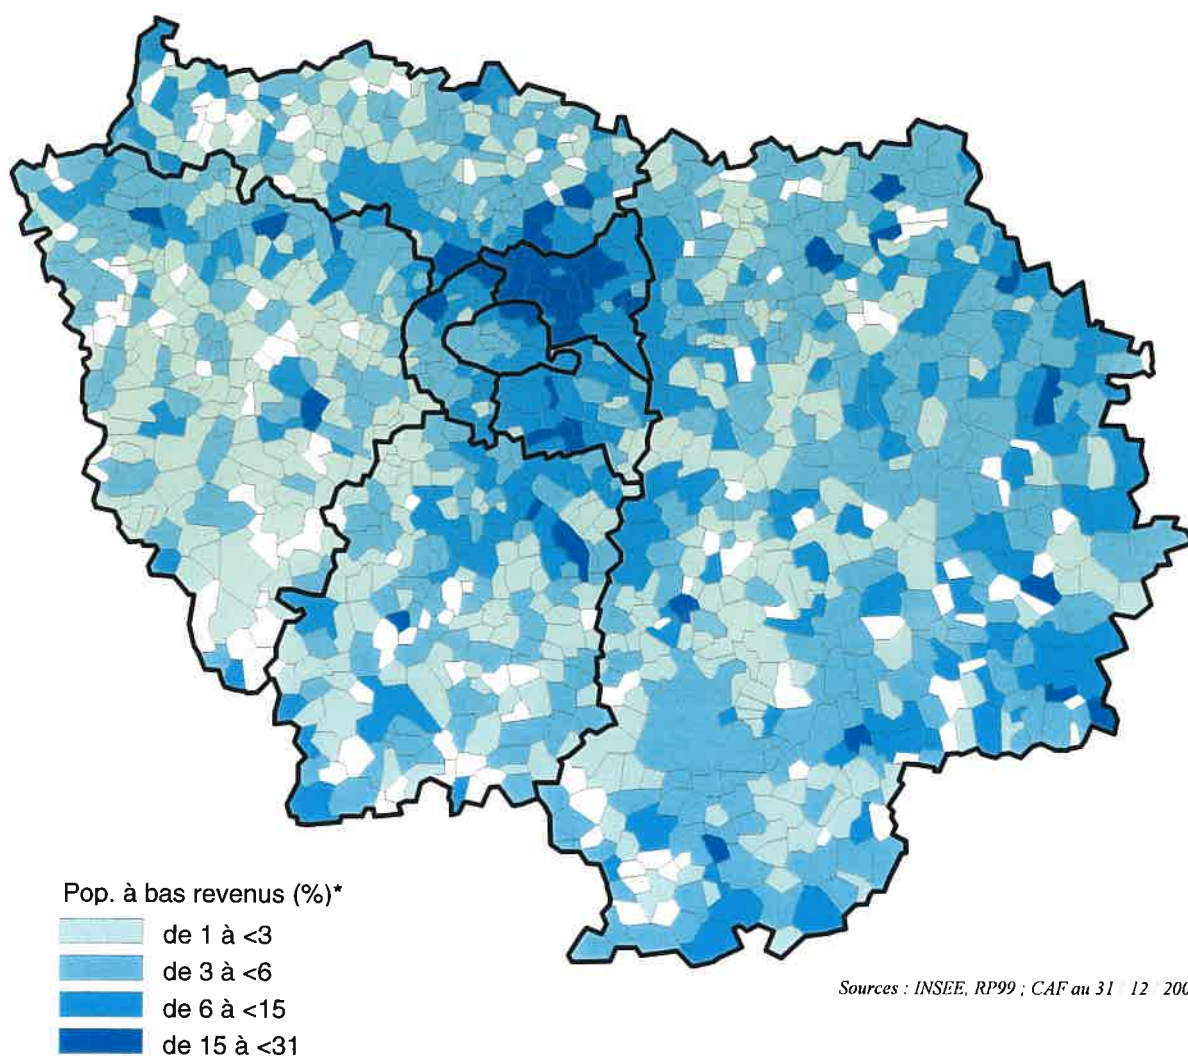 Pop. à bas revenus (%)*
de 1 à <3
de 3 à <6
de 6 à <15
de 15 à <31
Sources : INSEE, RP99 ; CAF au 31 12